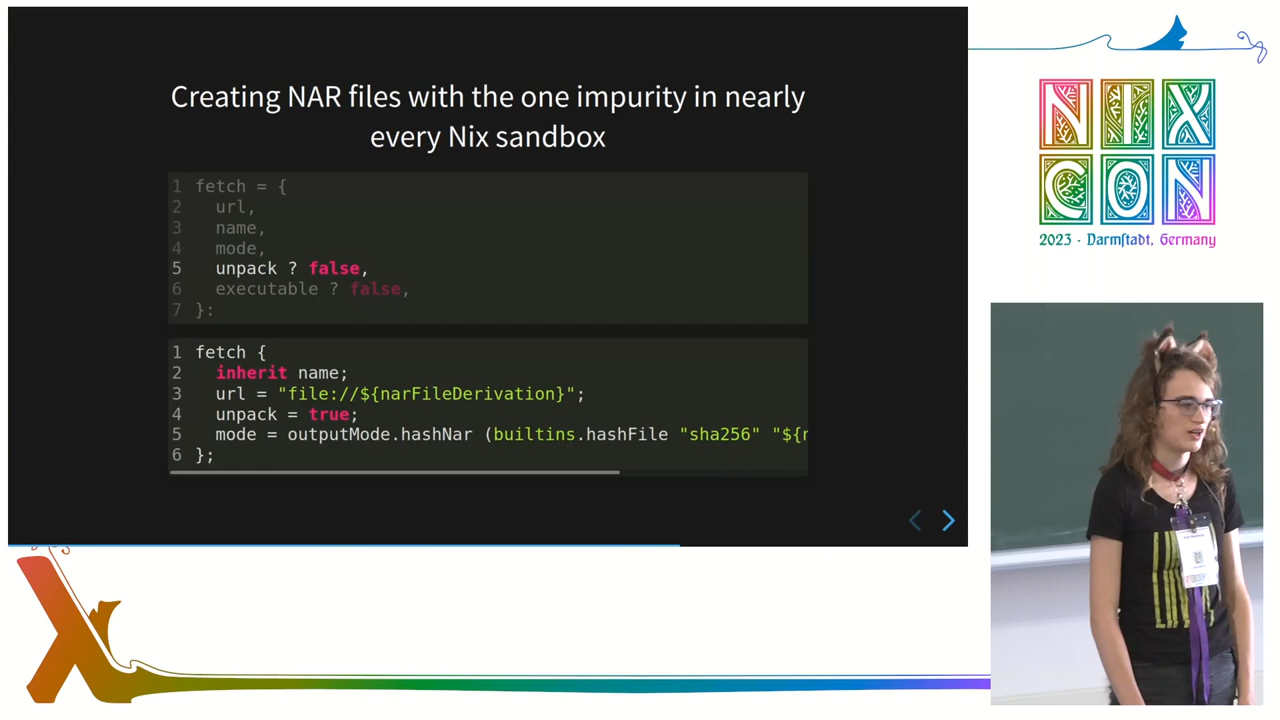 Creating NAR files with the one impurity in nearly
every Nix sandbox
1 fetch = {
2 url,
3 name,
4 mode,
5 unpack ? false,
6 executable ? false,
7 }:
1 fetch {
2 inherit name;
3 url = "file://${narFileDerivation}";
4 unpack = true;
5 mode = outputMode.hashNar (builtins.hashFile "sha256" "${n
6 };
NIX
CON
2023 · Darmſtadt, Germany